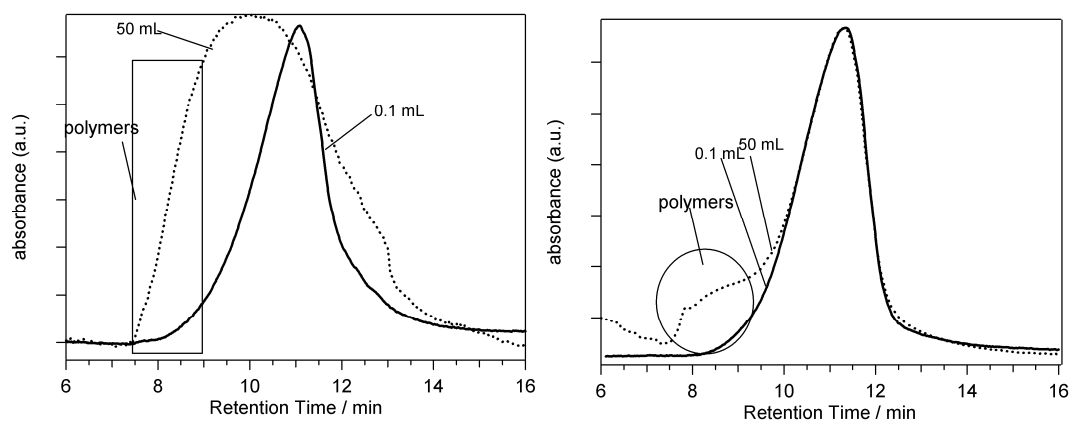 50 mL
polymers
0.1 mL
absorbance (a.u.)
6 8 10 12 14 16
Retention Time / min
0.1 mL
50 mL
polymers
absorbance (a.u.)
6 8 10 12 14 16
Retention Time / min